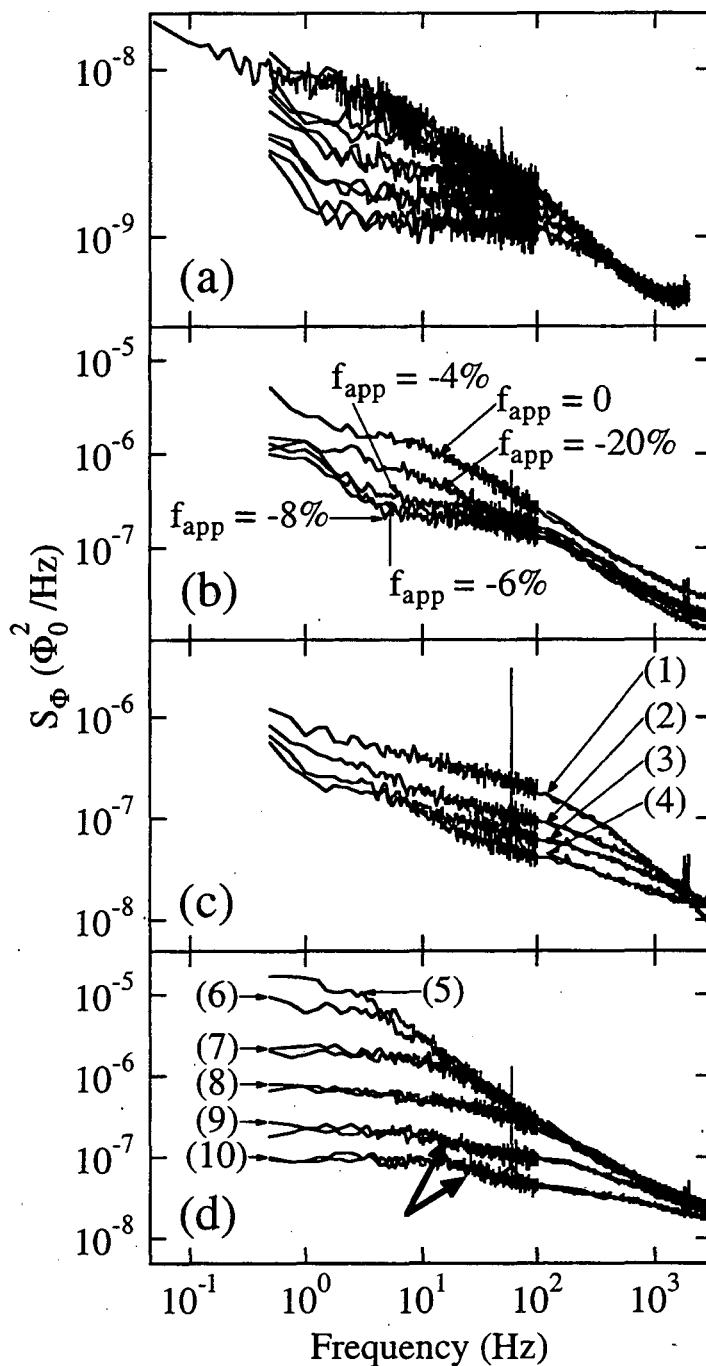 10^-8
10^-9
(a)
10^-5
10^-6
10^-7
f_app = -4%
f_app = 0
f_app = -20%
f_app = -8%
f_app = -6%
(b)
S_Φ (Φ_0^2 /Hz)
10^-6
10^-7
10^-8
(1)
(2)
(3)
(4)
(c)
10^-5
10^-6
10^-7
10^-8
(5)
(6)
(7)
(8)
(9)
(10)
(d)
10^-1 10^0 10^1 10^2 10^3
Frequency (Hz)